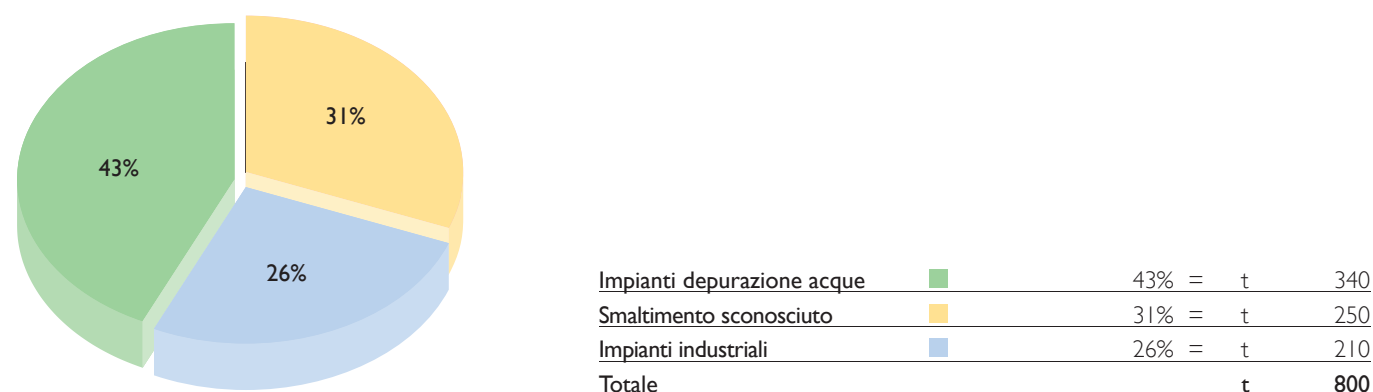 31%
43%
26%
Impianti depurazione acque 43% = t 340
Smaltimento sconosciuto 31% = t 250
Impianti industriali 26% = t 210
Totale t 800